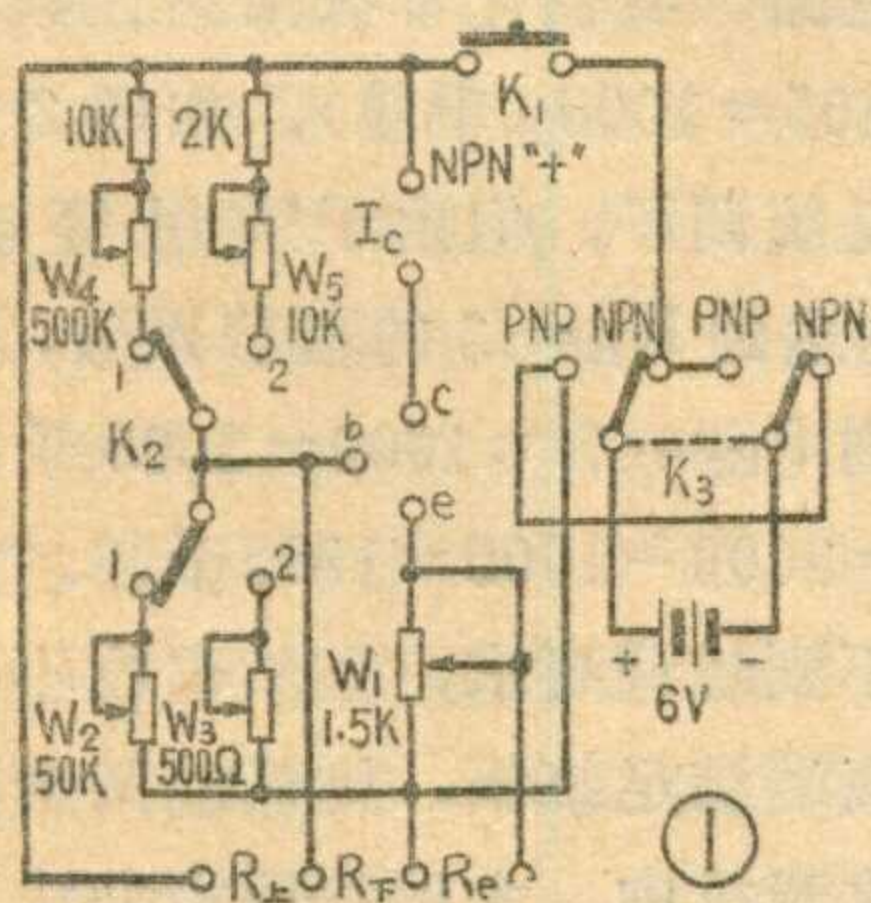 K₁
10K 2K NPN "+"
I_c
W₄ W₅
500K 10K PNP NPN PNP NPN
1 2 c
K₂ b
K₃
e
1 2
W₂ W₃ W₁ + -
50K 500Ω 1.5K 6V
R上 R下 Re
①